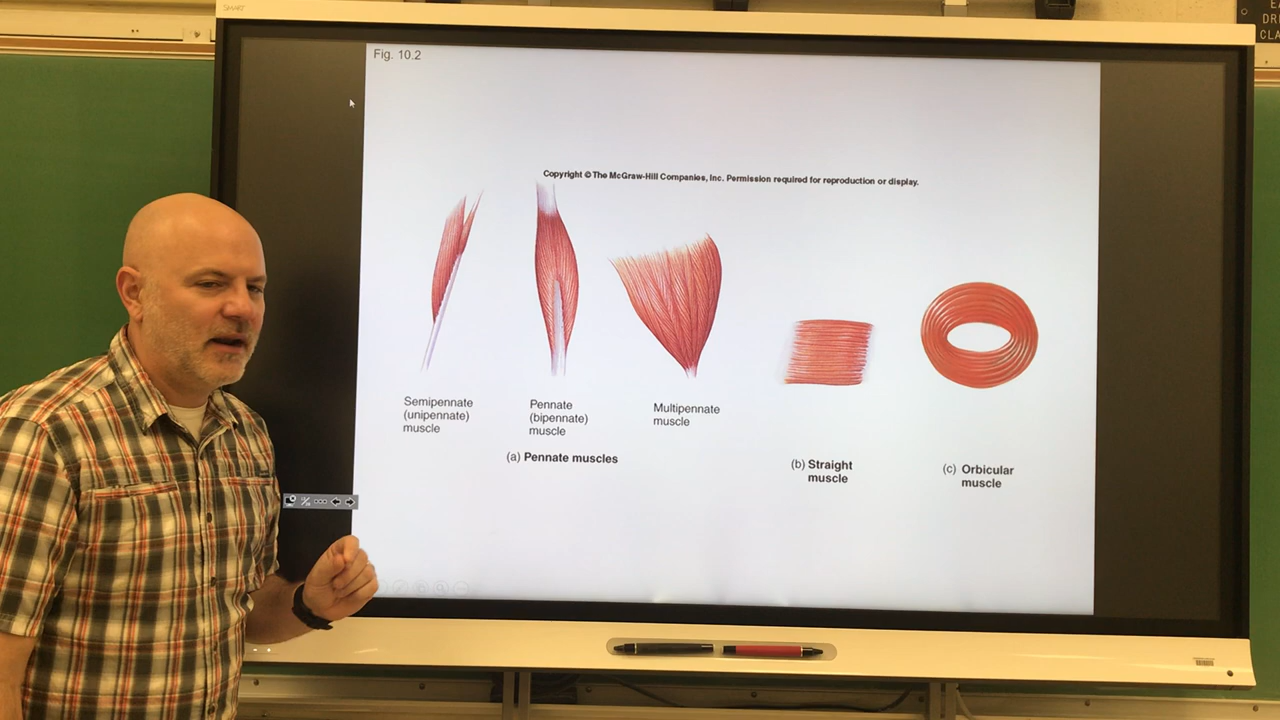 SMART
Fig. 10.2
Copyright © The McGraw-Hill Companies, Inc. Permission required for reproduction or display.
Semipennate
(unipennate)
muscle
Pennate
(bipennate)
muscle
Multipennate
muscle
(a) Pennate muscles
(b) Straight
muscle
(c) Orbicular
muscle